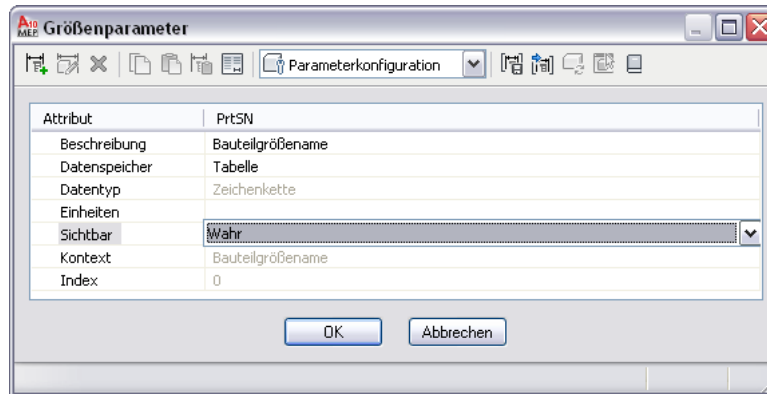 A10 MEP Größenparameter
Parameterkonfiguration
Attribut PrtSN
Beschreibung Bauteilgrößename
Datenspeicher Tabelle
Datentyp Zeichenkette
Einheiten
Sichtbar Wahr
Kontext Bauteilgrößename
Index 0
OK Abbrechen